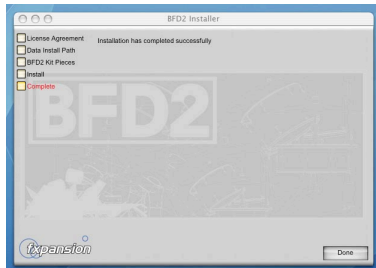 BFD2 Installer
License Agreement
Data Install Path
BFD2 Kit Pieces
Install
Complete
Installation has completed successfully
BFD2
fxpansion
Done